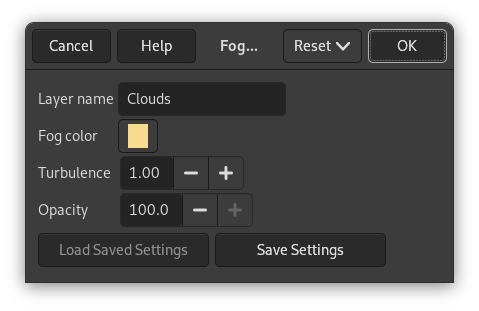 Cancel Help Fog... Reset OK
Layer name Clouds
Fog color
Turbulence 1.00 − +
Opacity 100.0 − +
Load Saved Settings Save Settings